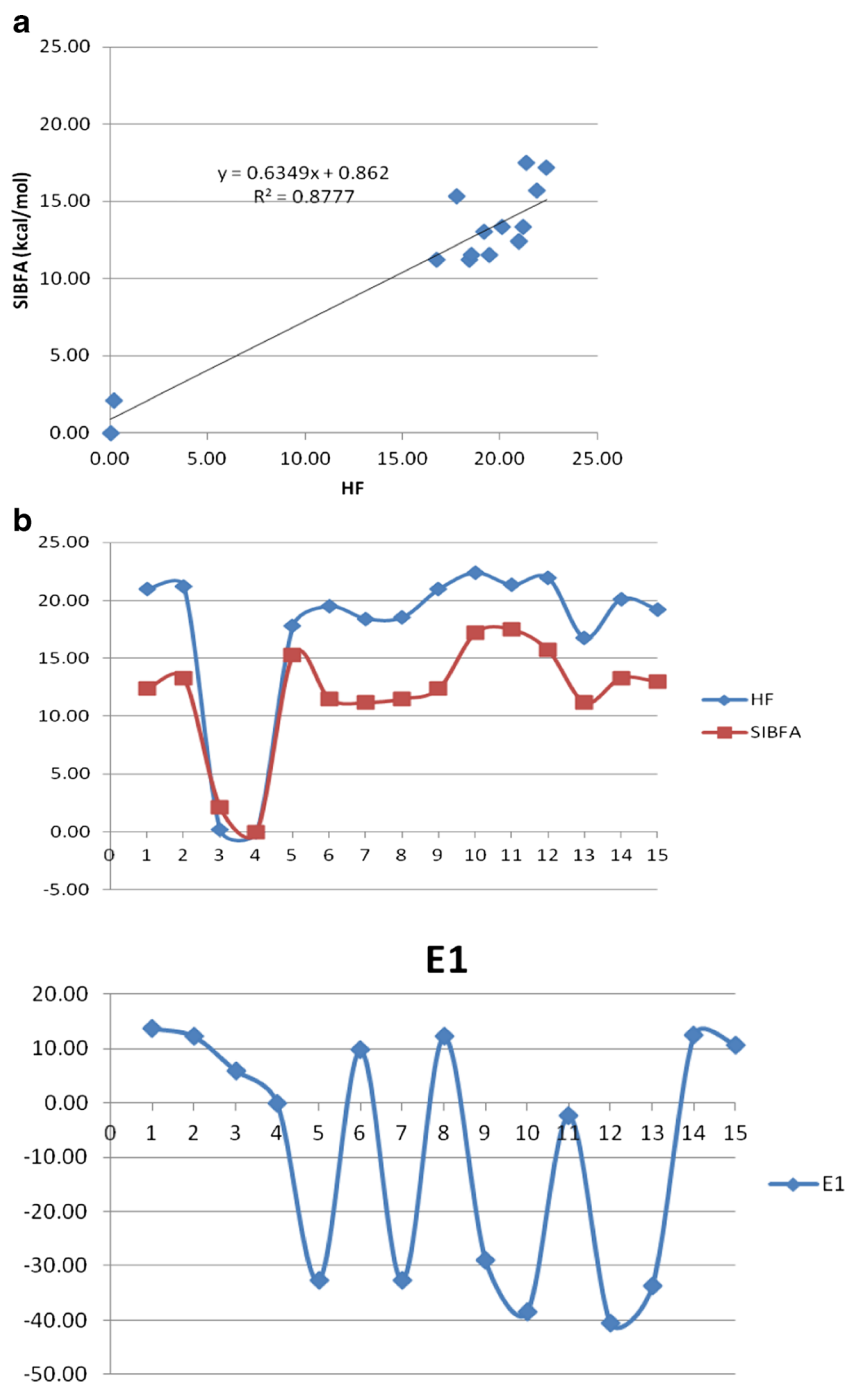 a
25.00
20.00
15.00
10.00
5.00
0.00
SIBFA (kcal/mol)
y = 0.6349x + 0.862
R² = 0.8777
0.00 5.00 10.00 15.00 20.00 25.00
HF
b
25.00
20.00
15.00
10.00
5.00
0.00
-5.00
0 1 2 3 4 5 6 7 8 9 10 11 12 13 14 15
HF
SIBFA
E1
20.00
10.00
0.00
-10.00
-20.00
-30.00
-40.00
-50.00
0 1 2 3 4 5 6 7 8 9 10 11 12 13 14 15
E1